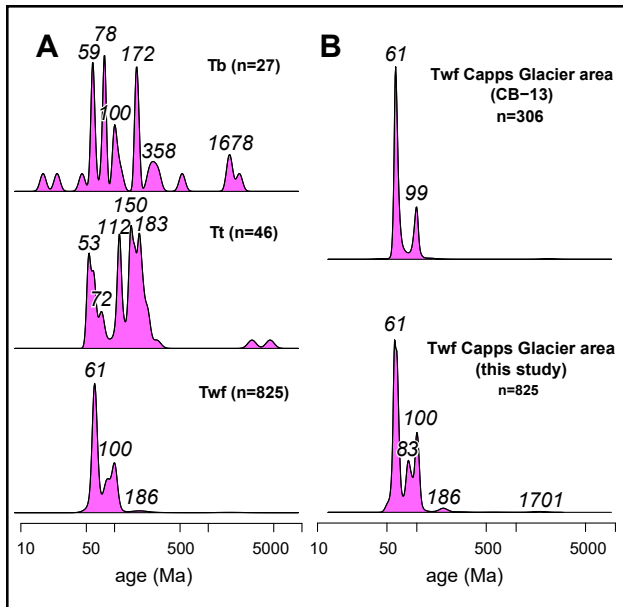 A
78
59
172
Tb (n=27)
100
358
1678
150
112
183
53
Tt (n=46)
72
61
Twf (n=825)
100
186
10
50
500
5000
age (Ma)
B
61
Twf Capps Glacier area
(CB−13)
n=306
99
61
Twf Capps Glacier area
(this study)
n=825
100
83
186
1701
10
50
500
5000
age (Ma)